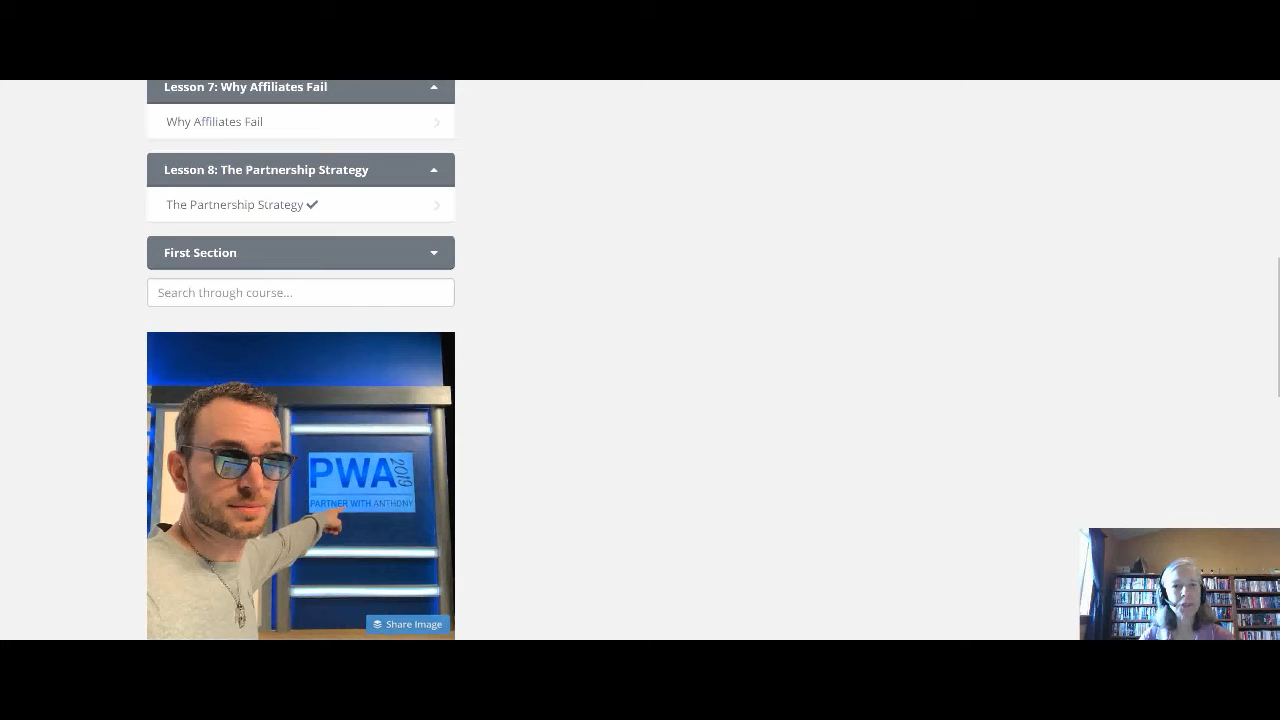 Lesson 7: Why Affiliates Fail
Why Affiliates Fail
Lesson 8: The Partnership Strategy
The Partnership Strategy
First Section
Search through course...
PWA 2019
PARTNER WITH ANTHONY
Share Image